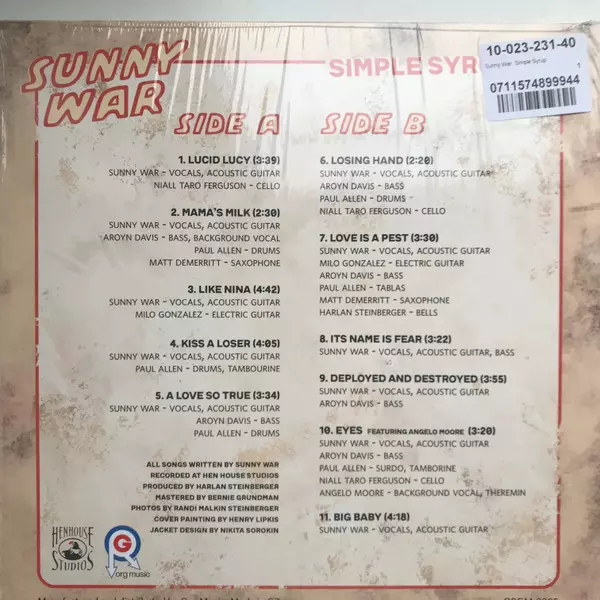 SUNNY
WAR
SIMPLE
10-023-231-40
Sunny War. Simple Syrup
1
0711574899944
SIDE A
1. LUCID LUCY (3:39)
SUNNY WAR - VOCALS, ACOUSTIC GUITAR
NIALL TARO FERGUSON - CELLO
2. MAMA'S MILK (2:30)
SUNNY WAR - VOCALS, ACOUSTIC GUITAR
AROYN DAVIS - BASS, BACKGROUND VOCAL
PAUL ALLEN - DRUMS
MATT DEMERRITT - SAXOPHONE
3. LIKE NINA (4:42)
SUNNY WAR - VOCALS, ACOUSTIC GUITAR
MILO GONZALEZ - ELECTRIC GUITAR
4. KISS A LOSER (4:05)
SUNNY WAR - VOCALS, ACOUSTIC GUITAR
PAUL ALLEN - DRUMS, TAMBOURINE
5. A LOVE SO TRUE (3:34)
SUNNY WAR - VOCALS, ACOUSTIC GUITAR
AROYN DAVIS - BASS
PAUL ALLEN - DRUMS
ALL SONGS WRITTEN BY SUNNY WAR
RECORDED AT HEN HOUSE STUDIOS
PRODUCED BY HARLAN STEINBERGER
MASTERED BY BERNIE GRUNDMAN
PHOTOS BY RANDI MALKIN STEINBERGER
COVER PAINTING BY HENRY LIPKIS
JACKET DESIGN BY NIKITA SOROKIN
HENHOUSE
STUDIOS
G
org music
SIDE B
6. LOSING HAND (2:20)
SUNNY WAR - VOCALS, ACOUSTIC GUITAR
AROYN DAVIS - BASS
PAUL ALLEN - DRUMS
NIALL TARO FERGUSON - CELLO
7. LOVE IS A PEST (3:30)
SUNNY WAR - VOCALS, ACOUSTIC GUITAR
MILO GONZALEZ - ELECTRIC GUITAR
AROYN DAVIS - BASS
PAUL ALLEN - TABLAS
MATT DEMERRITT - SAXOPHONE
HARLAN STEINBERGER - BELLS
8. ITS NAME IS FEAR (3:22)
SUNNY WAR - VOCALS, ACOUSTIC GUITAR, BASS
9. DEPLOYED AND DESTROYED (3:55)
SUNNY WAR - VOCALS, ACOUSTIC GUITAR
AROYN DAVIS - BASS
10. EYES FEATURING ANGELO MOORE (3:20)
SUNNY WAR - VOCALS, ACOUSTIC GUITAR
AROYN DAVIS - BASS
PAUL ALLEN - SURDO, TAMBORINE
NIALL TARO FERGUSON - CELLO
ANGELO MOORE - BACKGROUND VOCAL, THEREMIN
11. BIG BABY (4:18)
SUNNY WAR - VOCALS, ACOUSTIC GUITAR